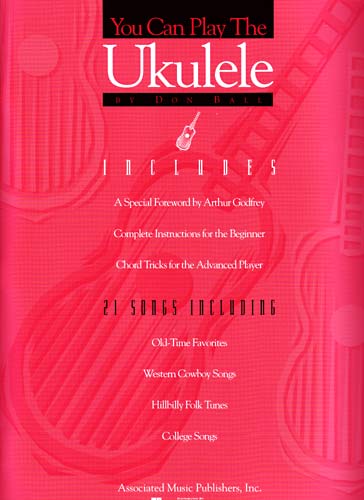 You Can Play The
Ukulele
BY DON BALL
INCLUDES
A Special Foreword by Arthur Godfrey
Complete Instructions for the Beginner
Chord Tricks for the Advanced Player
21 SONGS INCLUDING
Old-Time Favorites
Western Cowboy Songs
Hillbilly Folk Tunes
College Songs
Associated Music Publishers, Inc.